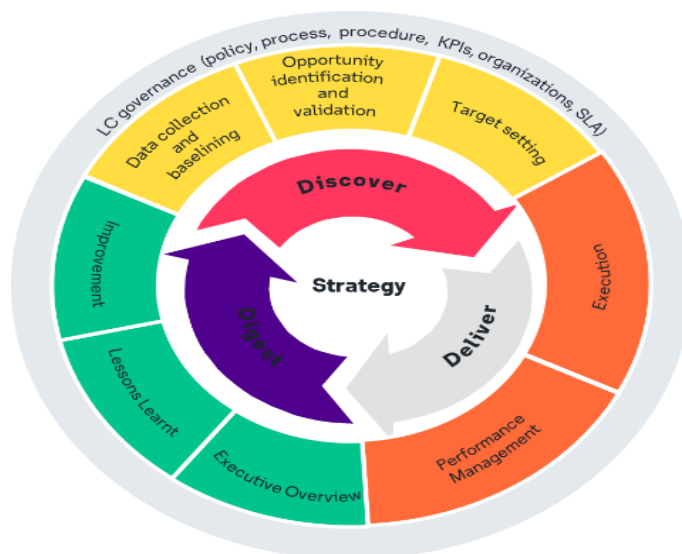 LC governance (policy, process, procedure, KPIs, organizations, SLA)
Opportunity
identification
and
validation
Data collection
and
baselining
Target setting
Discover
Improvement
Execution
Strategy
Digest
Deliver
Lessons Learnt
Performance
Management
Executive Overview